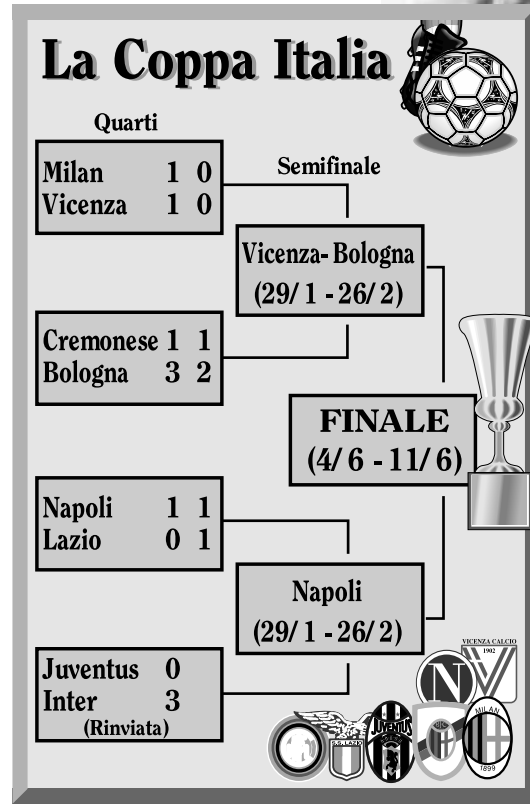 La Coppa Italia
Quarti
Milan 1 0
Vicenza 1 0
Semifinale
Vicenza- Bologna
(29/ 1 - 26/ 2)
Cremonese 1 1
Bologna 3 2
FINALE
(4/ 6 - 11/ 6)
Napoli 1 1
Lazio 0 1
Napoli
(29/ 1 - 26/ 2)
Juventus 0
Inter 3
(Rinviata)
VICENZA CALCIO
1902
N
S.S. LAZIO
JUVENTUS
MILAN
1899